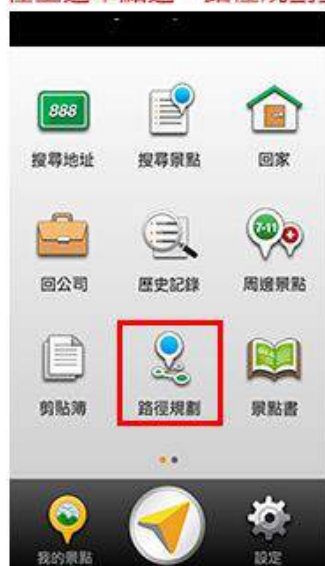 888
搜尋地址 搜尋景點 回家
7-11
回公司 歷史記錄 周邊景點
剪貼簿 路徑規劃 景點書
我的景點 設定